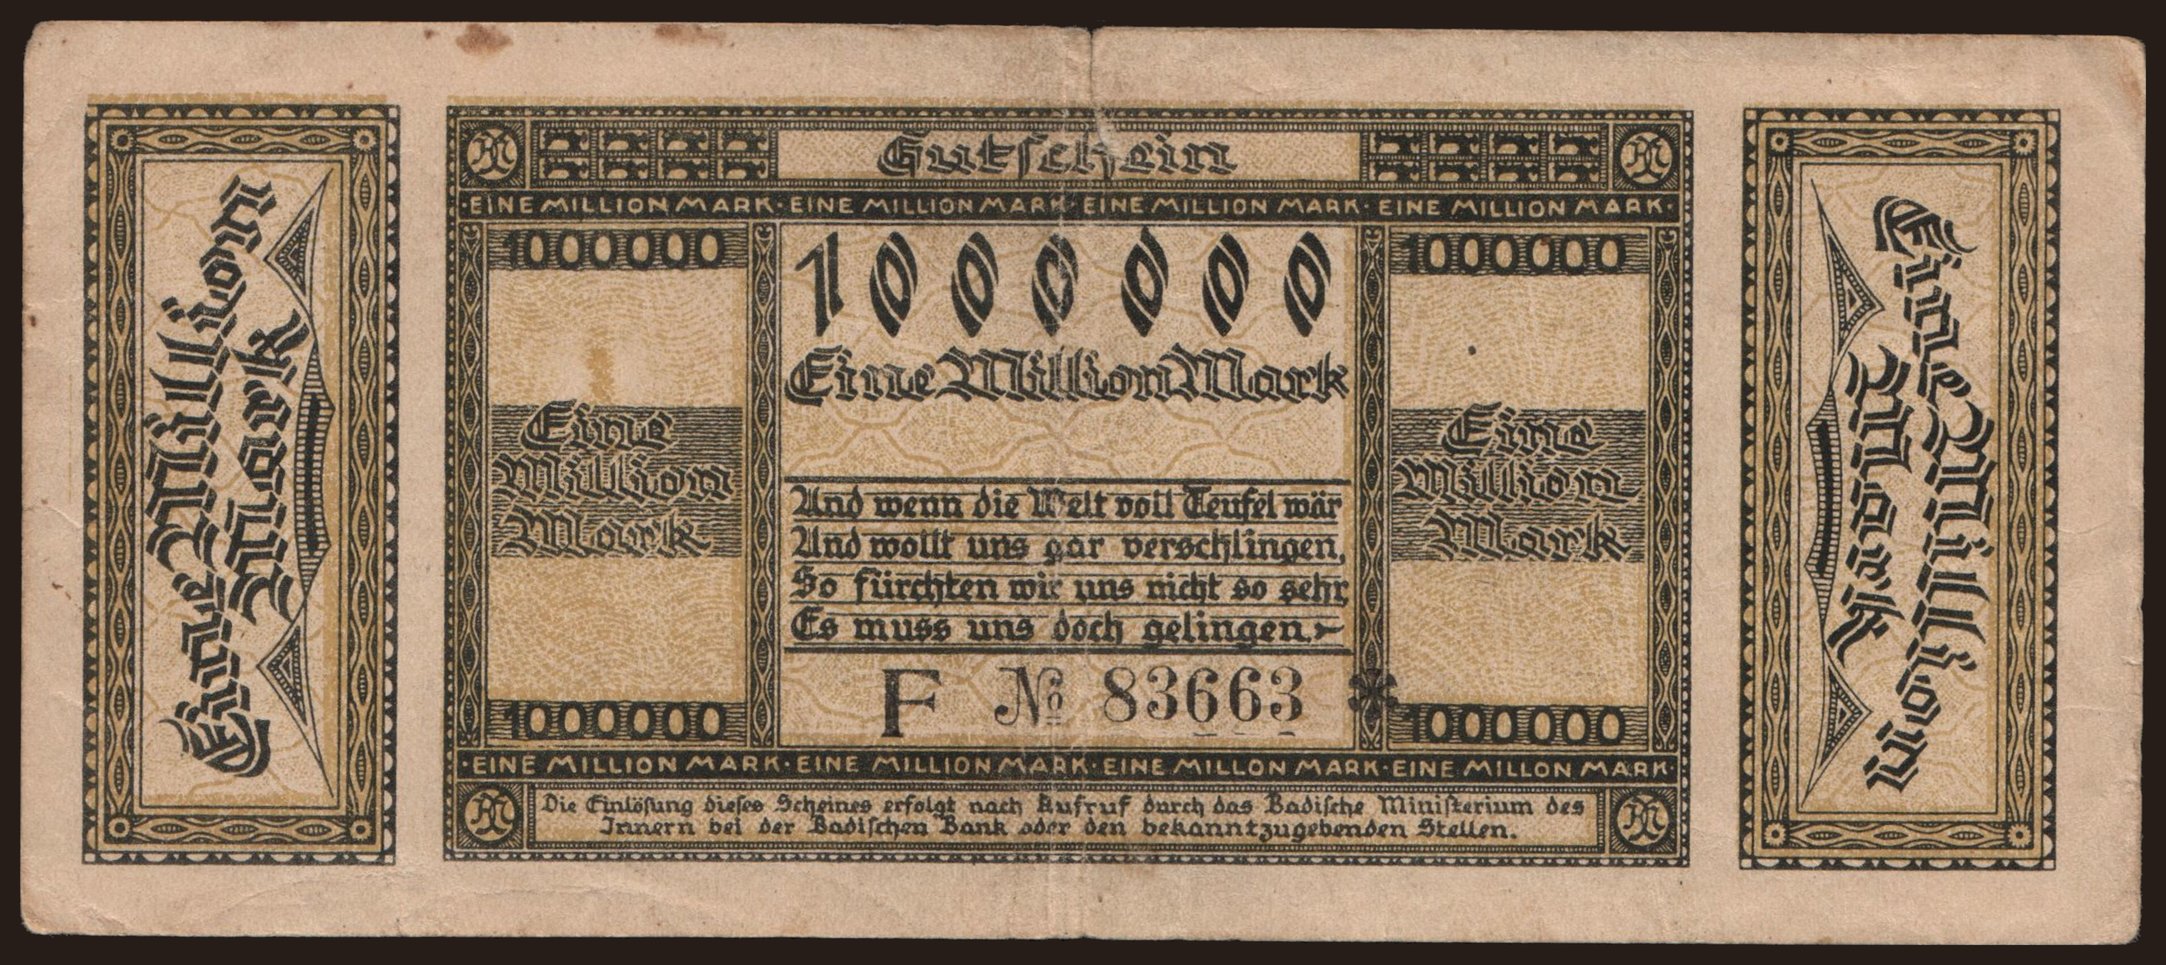 Eine Million
Mark
Gutschein
·EINE MILLION MARK·EINE MILLION MARK·EINE MILLION MARK·EINE MILLION MARK·
1000000
1000000
1000000
Eine Million Mark
Eine
Million
Mark
Eine
Million
Mark
Und wenn die Welt voll Teufel wär
Und wollt uns gar verschlingen,
So fürchten wir uns nicht so sehr,
Es muss uns doch gelingen.
F № 83663 *
1000000
1000000
·EINE MILLION MARK·EINE MILLION MARK·EINE MILLON MARK·EINE MILLON MARK·
Die Einlösung dieses Scheines erfolgt nach Aufruf durch das Badische Ministerium des
Innern bei der Badischen Bank oder den bekanntzugebenden Stellen.
Eine Million
Mark